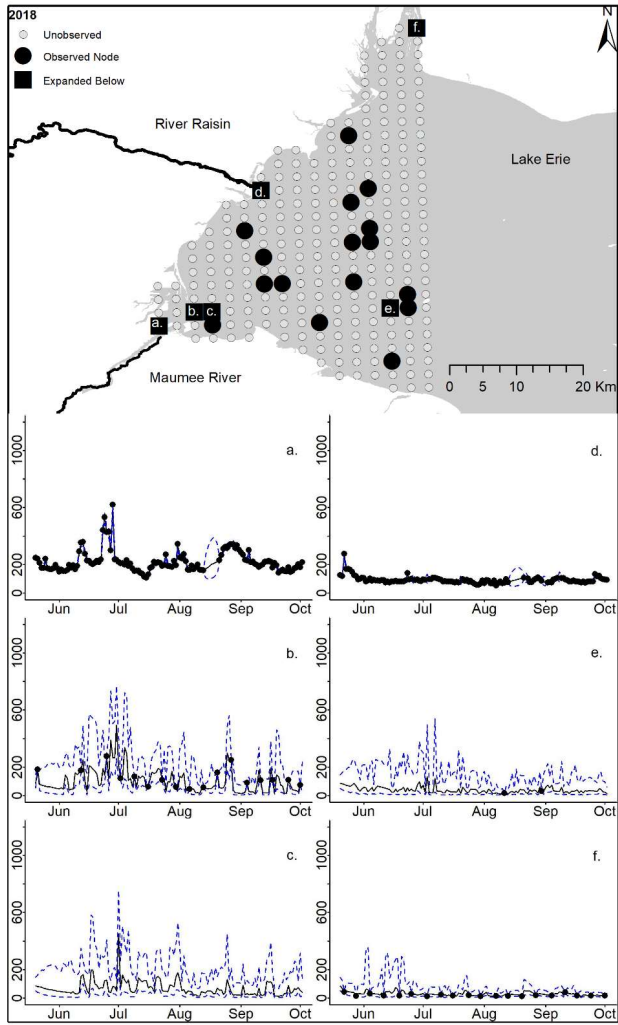 2018
Unobserved
Observed Node
Expanded Below
N
f.
River Raisin
Lake Erie
d.
b. c.
e.
a.
Maumee River
0 5 10 20 Km
a.
1000
600
200
0
Jun Jul Aug Sep Oct
d.
1000
600
200
0
Jun Jul Aug Sep Oct
b.
1000
600
200
0
Jun Jul Aug Sep Oct
e.
1000
600
200
0
Jun Jul Aug Sep Oct
c.
1000
600
200
0
Jun Jul Aug Sep Oct
f.
1000
600
200
0
Jun Jul Aug Sep Oct